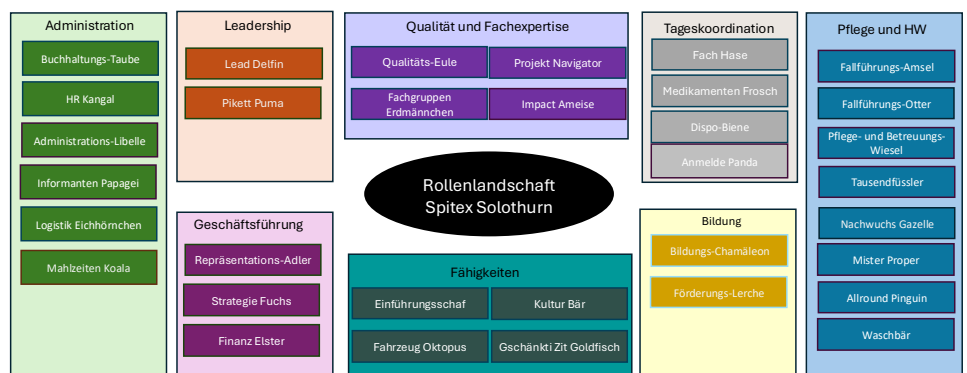 Administration
Buchhaltungs-Taube
HR Kangal
Administrations-Libelle
Informanten Papagei
Logistik Eichhörnchen
Mahlzeiten Koala
Leadership
Lead Delfin
Pikett Puma
Qualität und Fachexpertise
Qualitäts-Eule
Projekt Navigator
Fachgruppen
Erdmännchen
Impact Ameise
Tageskoordination
Fach Hase
Medikamenten Frosch
Dispo-Biene
Anmelde Panda
Pflege und HW
Fallführungs-Amsel
Fallführungs-Otter
Pflege- und Betreuungs-
Wiesel
Tausendfüssler
Nachwuchs Gazelle
Mister Proper
Allround Pinguin
Waschbär
Rollenlandschaft
Spitex Solothurn
Geschäftsführung
Repräsentations-Adler
Strategie Fuchs
Finanz Elster
Fähigkeiten
Einführungsschaf
Kultur Bär
Fahrzeug Oktopus
Gschänkti Zit Goldfisch
Bildung
Bildungs-Chamäleon
Förderungs-Lerche